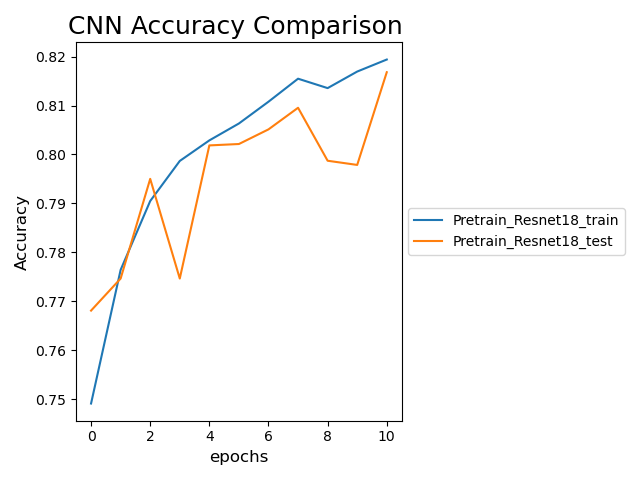 CNN Accuracy Comparison
0.82
0.81
0.80
0.79
0.78
0.77
0.76
0.75
Accuracy
0 2 4 6 8 10
epochs
Pretrain_Resnet18_train
Pretrain_Resnet18_test